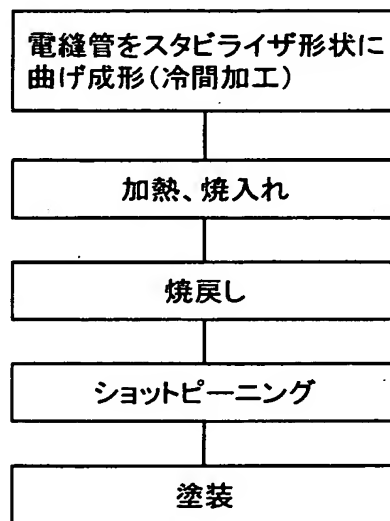 電縫管をスタビライザ形状に
曲げ成形(冷間加工)
加熱、焼入れ
焼戻し
ショットピーニング
塗装